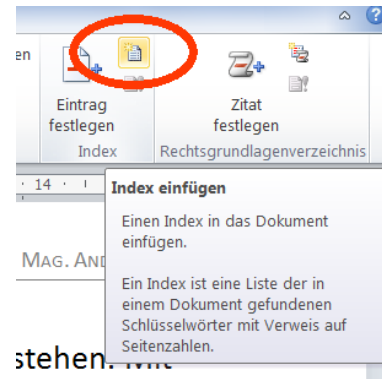 en
Eintrag
festlegen
Zitat
festlegen
Index
Rechtsgrundlagenverzeichnis
· 14 ·
Index einfügen
Einen Index in das Dokument
einfügen.
MAG. AND
Ein Index ist eine Liste der in
einem Dokument gefundenen
Schlüsselwörter mit Verweis auf
Seitenzahlen.
stehen. Mit